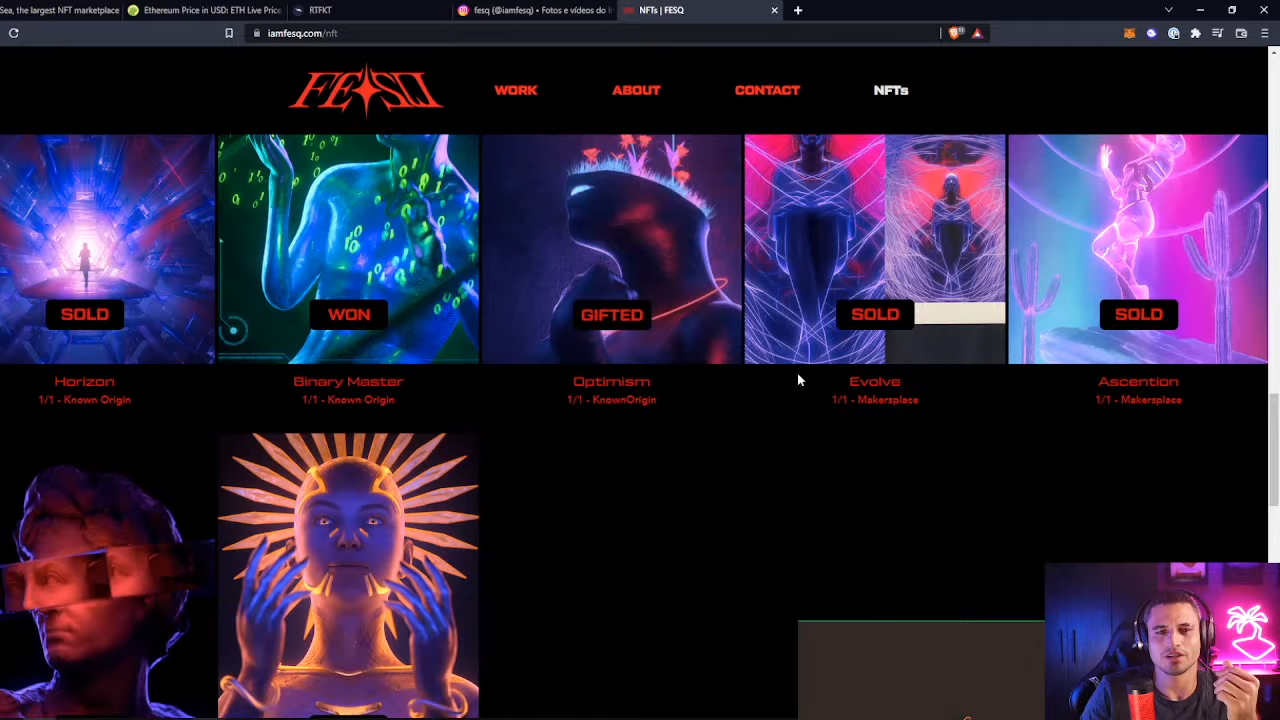 Sea, the largest NFT marketplace
Ethereum Price in USD: ETH Live Price
RTFKT
fesq (@iamfesq) • Fotos e vídeos do I
NFTs | FESQ
iamfesq.com/nft
FESQ
WORK
ABOUT
CONTACT
NFTs
SOLD
WON
GIFTED
SOLD
SOLD
Horizon
Binary Master
Optimism
Evolve
Ascention
1/1 - Known Origin
1/1 - Known Origin
1/1 - KnownOrigin
1/1 - Makersplace
1/1 - Makersplace